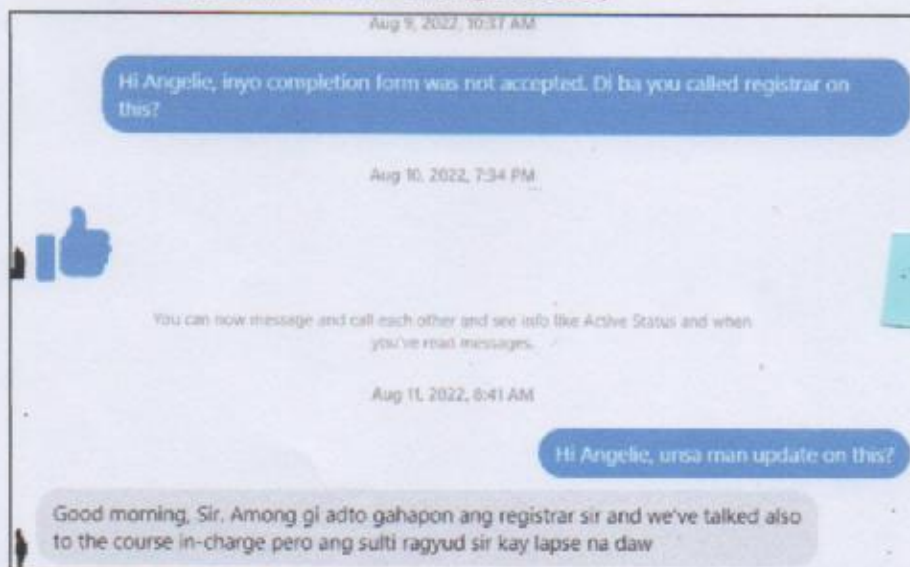 Aug 9, 2022, 10:37 AM
Hi Angelie, inyo completion form was not accepted. Di ba you called registrar on
this?
Aug 10, 2022, 7:34 PM
You can now message and call each other and see info like Active Status and when
you've read messages.
Aug 11, 2022, 8:41 AM
Hi Angelie, unsa man update on this?
Good morning, Sir. Among gi adto gahapon ang registrar sir and we've talked also
to the course in-charge pero ang sulti ragyud sir kay lapse na daw